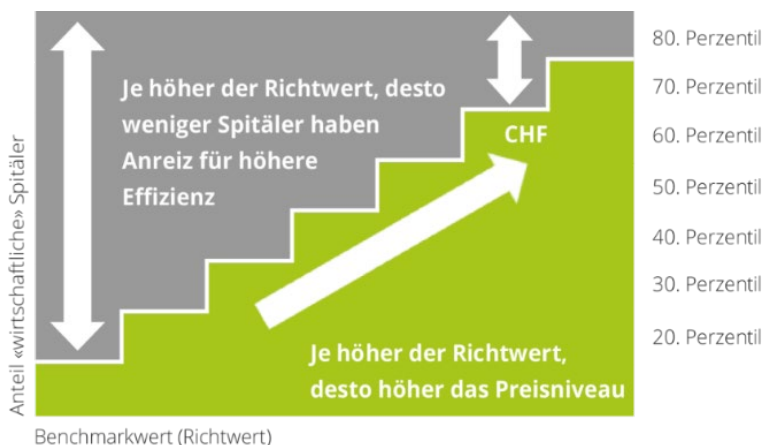 Anteil «wirtschaftliche» Spitäler
Je höher der Richtwert, desto
weniger Spitäler haben
Anreiz für höhere
Effizienz
CHF
Je höher der Richtwert,
desto höher das Preisniveau
80. Perzentil
70. Perzentil
60. Perzentil
50. Perzentil
40. Perzentil
30. Perzentil
20. Perzentil
Benchmarkwert (Richtwert)